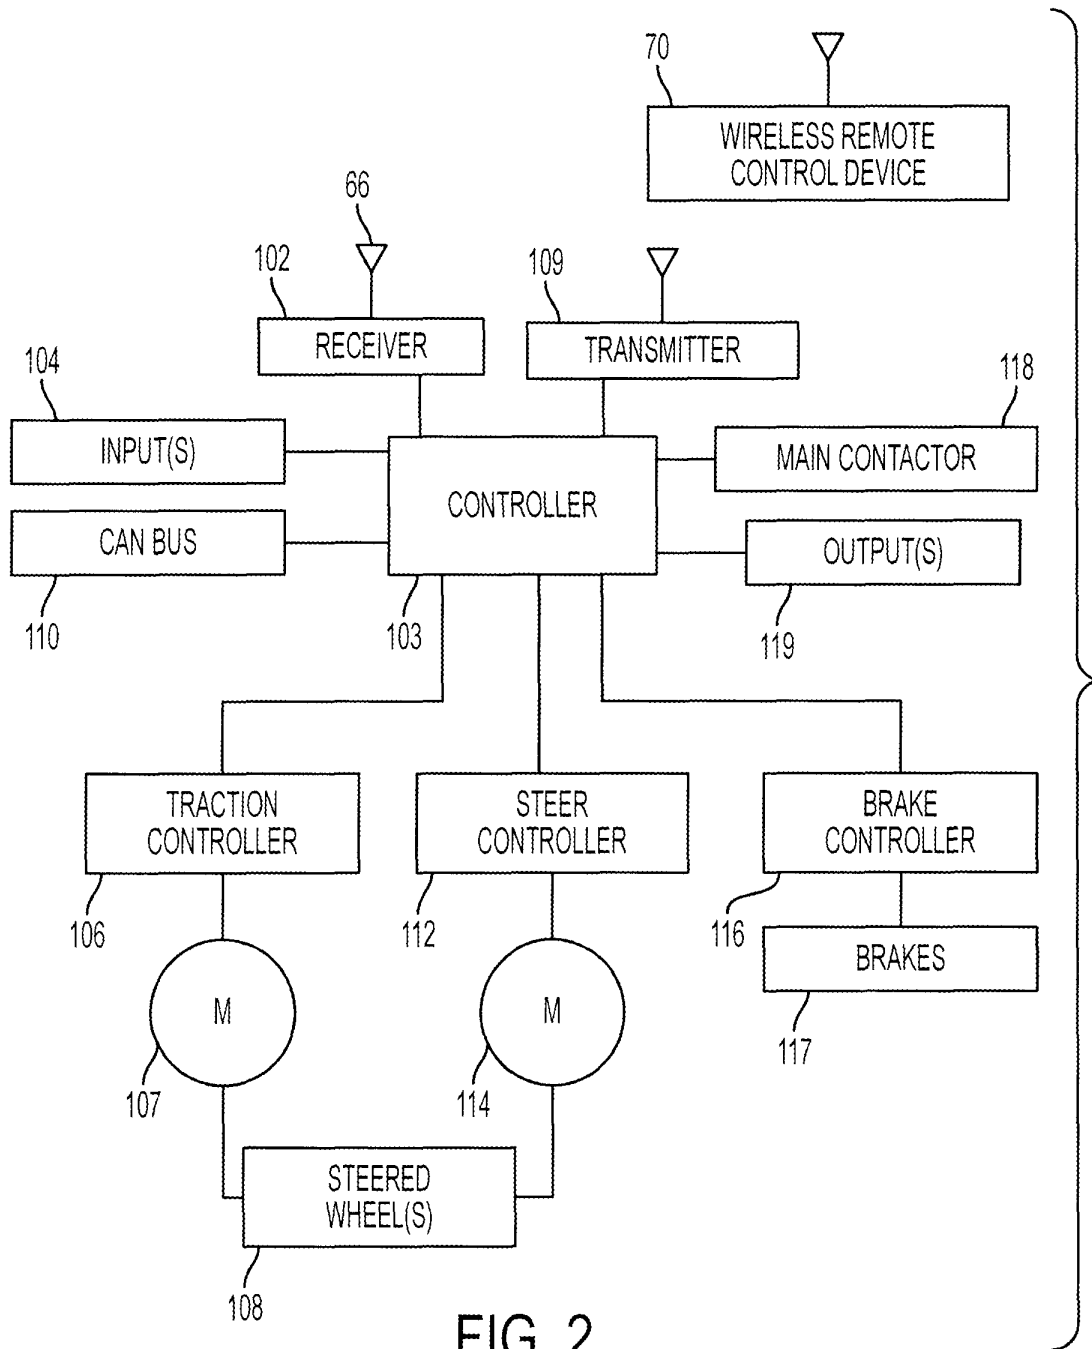 70
WIRELESS REMOTE
CONTROL DEVICE
66
102
109
RECEIVER
TRANSMITTER
104
118
INPUT(S)
MAIN CONTACTOR
CONTROLLER
CAN BUS
OUTPUT(S)
110
103
119
TRACTION
CONTROLLER
STEER
CONTROLLER
BRAKE
CONTROLLER
106
112
116
BRAKES
M
M
117
107
114
STEERED
WHEEL(S)
108
FIG. 2